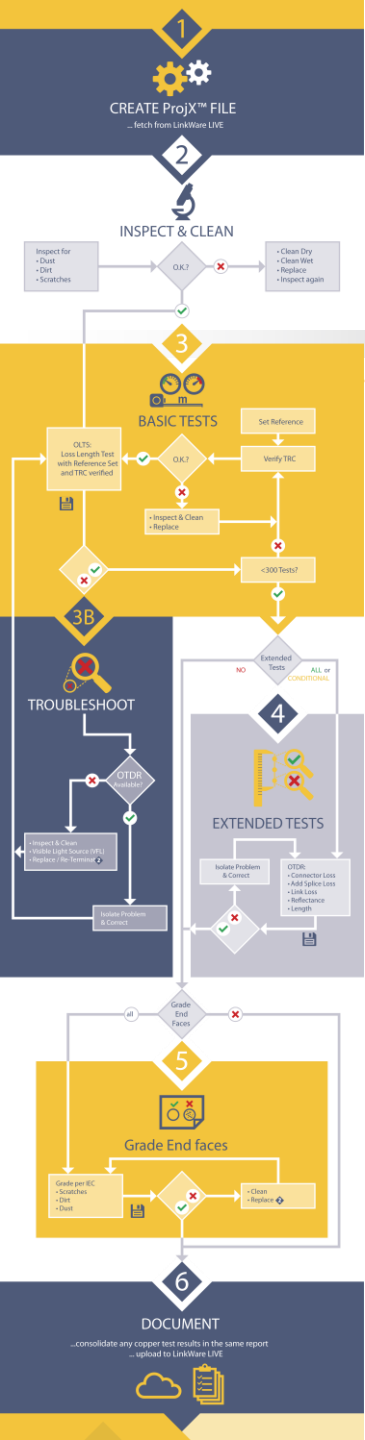 1
CREATE ProjX™ FILE
... fetch from LinkWare LIVE
2
INSPECT & CLEAN
Inspect for
• Dust
• Dirt
• Scratches
O.K.?
• Clean Dry
• Clean Wet
• Replace
• Inspect again
3
m
BASIC TESTS
Set Reference
OLTS:
Loss Length Test
with Reference Set
and TRC verified
O.K.?
Verify TRC
• Inspect & Clean
• Replace
<300 Tests?
3B
TROUBLESHOOT
Extended
Tests
NO
ALL or
CONDITIONAL
4
OTDR
Available?
EXTENDED TESTS
• Inspect & Clean
• Visible Light Source (VFL)
• Replace / Re-Termine 2
Isolate Problem
& Correct
Isolate Problem
& Correct
OTDR:
• Connector Loss
• Add Splice Loss
• Link Loss
• Reflectance
• Length
all
Grade
End
Faces
5
Grade End faces
Grade per IEC
• Scratches
• Dirt
• Dust
• Clean
• Replace 2
6
DOCUMENT
...consolidate any copper test results in the same report
... upload to LinkWare LIVE